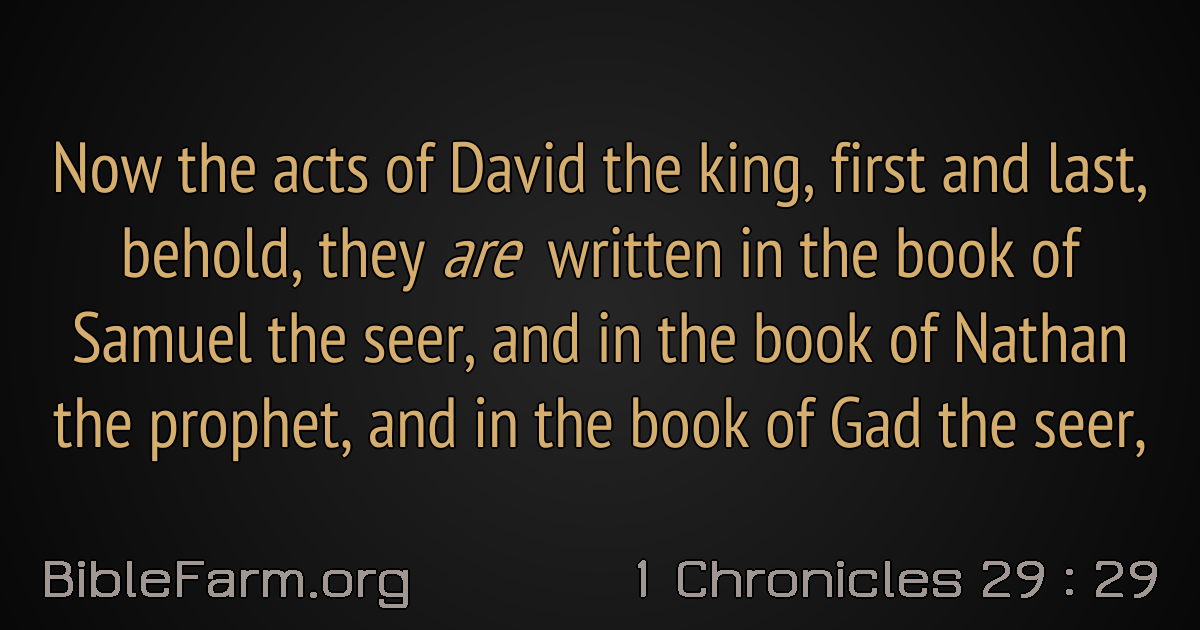 Now the acts of David the king, first and last,
behold, they are written in the book of
Samuel the seer, and in the book of Nathan
the prophet, and in the book of Gad the seer,
BibleFarm.org
1 Chronicles 29 : 29